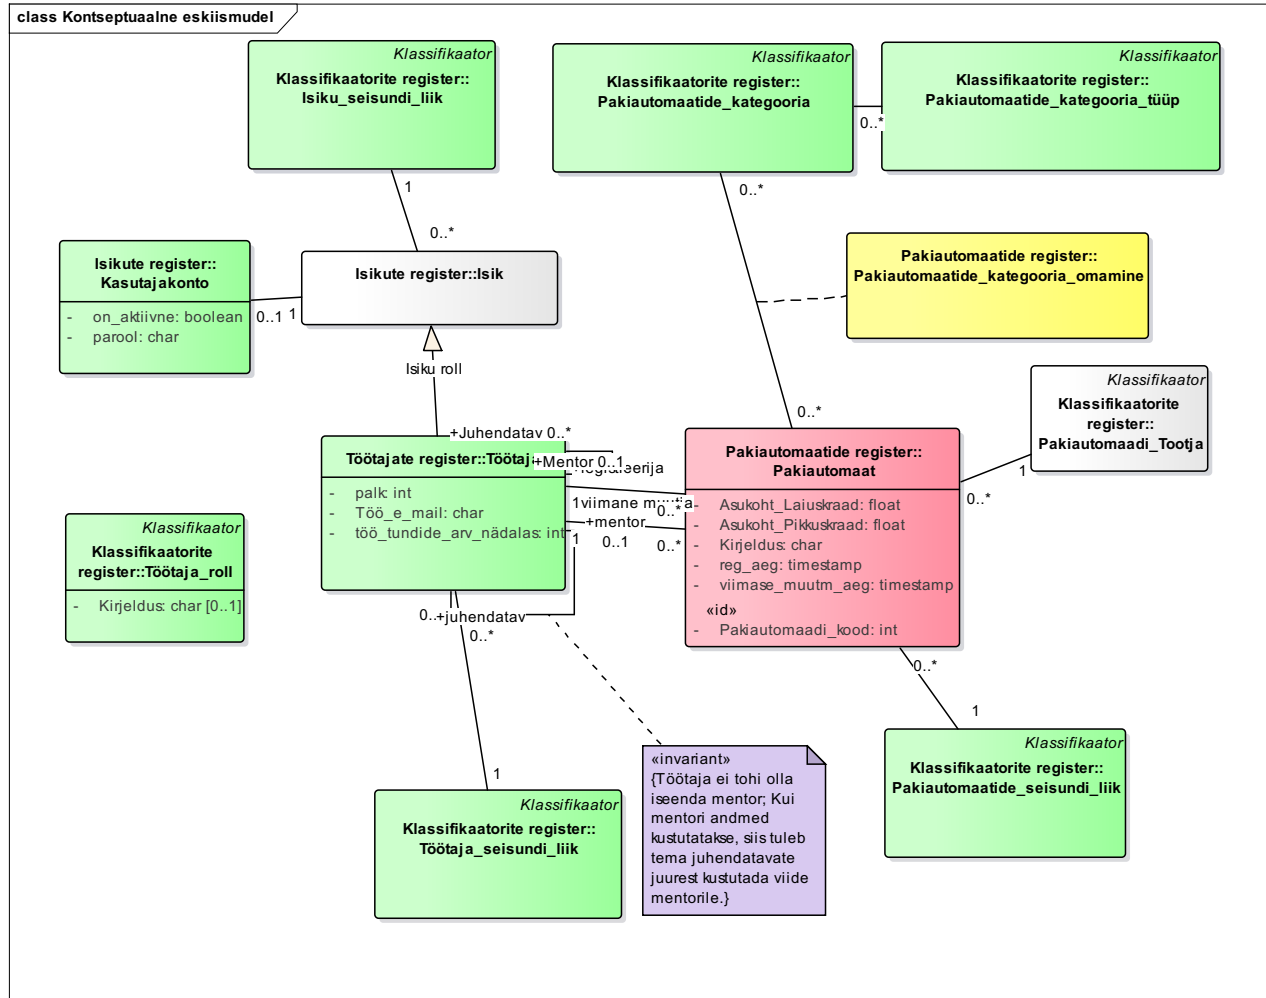 class Kontseptuaalne eskiismudel
Klassifikaator
Klassifikaatorite register::
Isiku_seisundi_liik
Klassifikaator
Klassifikaatorite register::
Pakiautomaatide_kategooria
Klassifikaator
Klassifikaatorite register::
Pakiautomaatide_kategooria_tüüp
0..*
1
0..*
0..*
Isikute register::
Kasutajakonto
- on_aktiivne: boolean
- parool: char
0..1
1
Isikute register::Isik
Pakiautomaatide register::
Pakiautomaatide_kategooria_omamine
Isiku roll
Klassifikaator
Klassifikaatorite
register::
Pakiautomaadi_Tootja
0..*
1
0..*
+Juhendatav 0..*
+Mentor 0..1
Töötajate register::
- palk: int
- Töö_e_mail: char
- töö_tundide_arv_nädalas: int
1
viimane
0..*
+mentor
0..1
0..*
1
Pakiautomaatide register::
Pakiautomaat
- Asukoht_Laiuskraad: float
- Asukoht_Pikkuskraad: float
- Kirjeldus: char
- reg_aeg: timestamp
- viimase_muutm_aeg: timestamp
«id»
- Pakiautomaadi_kood: int
Klassifikaator
Klassifikaatorite
register::Töötaja_roll
- Kirjeldus: char [0..1]
+juhendatav
0..*
0..*
1
1
«invariant»
{Töötaja ei tohi olla
iseenda mentor; Kui
mentori andmed
kustutatakse, siis tuleb
tema juhendatavate
juurest kustutada viide
mentorile.}
Klassifikaator
Klassifikaatorite register::
Pakiautomaatide_seisundi_liik
Klassifikaator
Klassifikaatorite register::
Töötaja_seisundi_liik